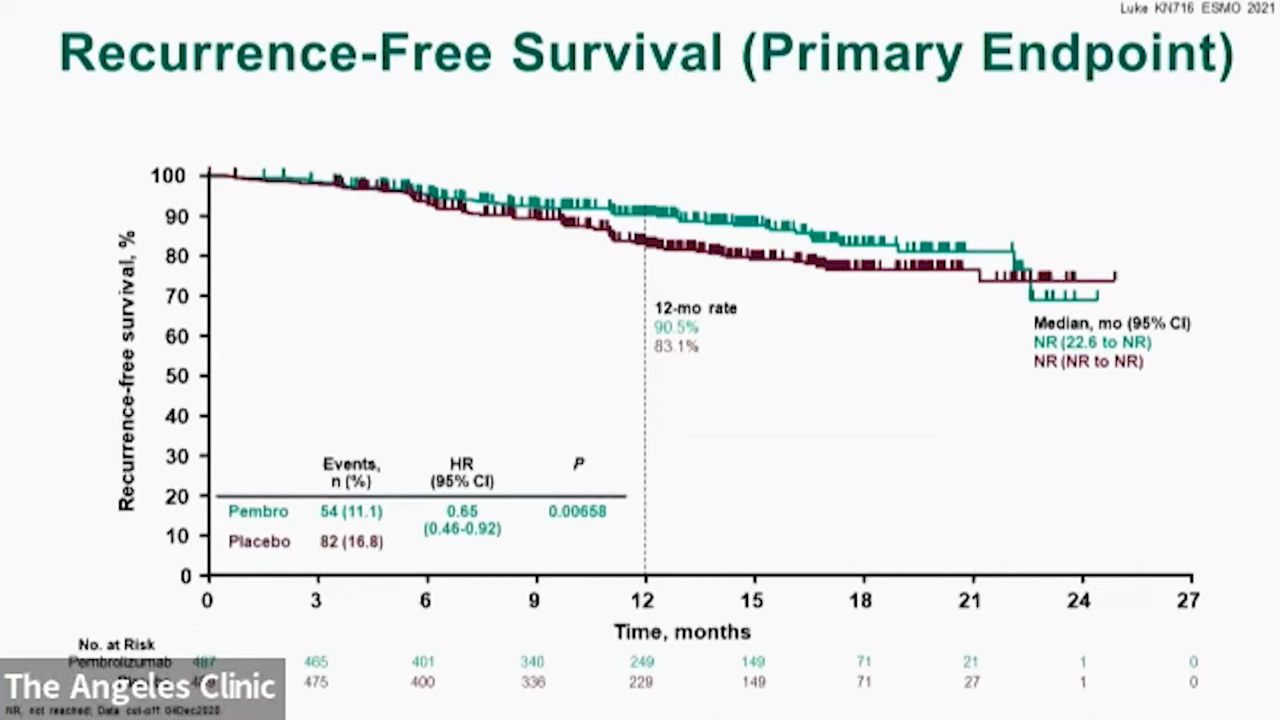 Luke KN716 ESMO 2021
Recurrence-Free Survival (Primary Endpoint)
Recurrence-free survival, %
100
90
80
70
60
50
40
30
20
10
0
12-mo rate
90.5%
83.1%
Median, mo (95% CI)
NR (22.6 to NR)
NR (NR to NR)
Events, n (%) HR (95% CI) P
Pembro 54 (11.1) 0.65 (0.46-0.92) 0.00658
Placebo 82 (16.8)
0 3 6 9 12 15 18 21 24 27
Time, months
No. at Risk
Pembrolizumab 487 465 401 340 249 149 71 21 1 0
475 400 336 229 149 71 27 1 0
The Angeles Clinic
NR, not reached; Data cut-off 04Dec2020